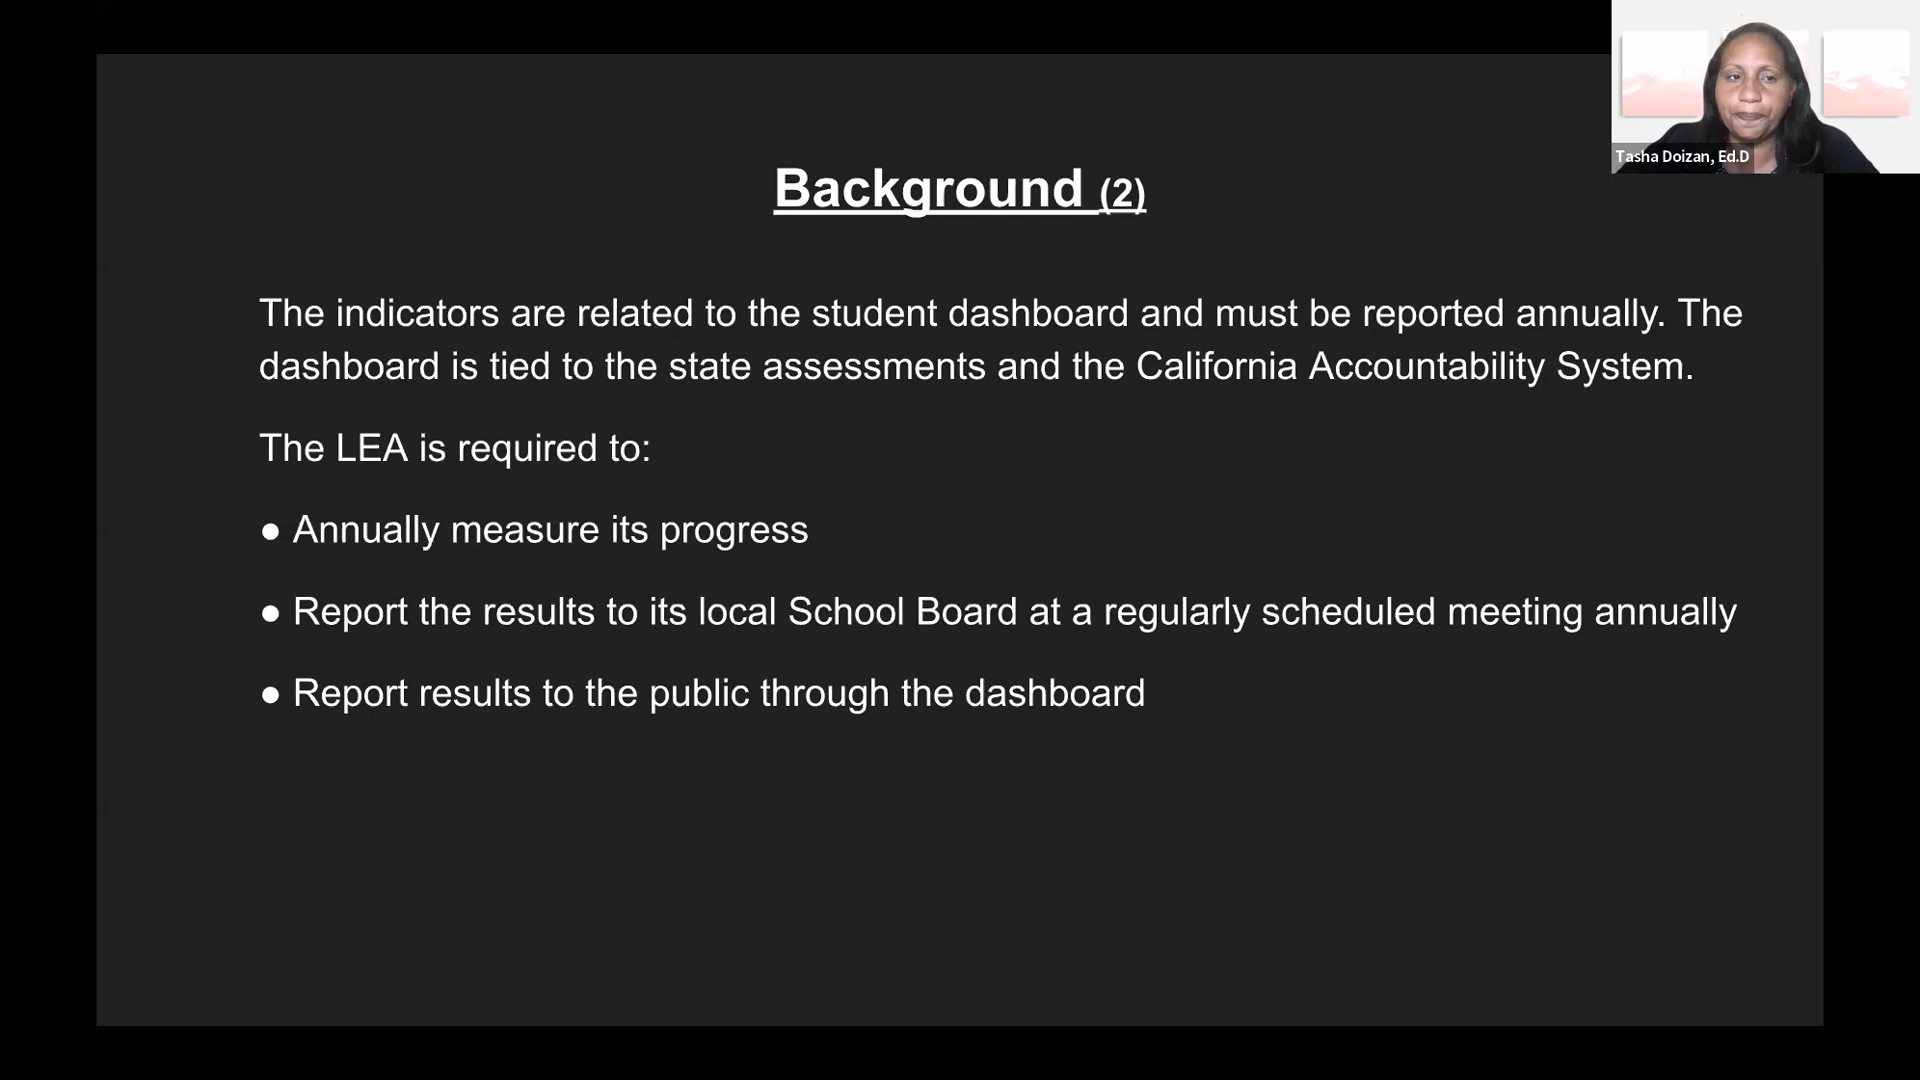 Tasha Doizan, Ed.D
Background (2)
The indicators are related to the student dashboard and must be reported annually. The
dashboard is tied to the state assessments and the California Accountability System.
The LEA is required to:
● Annually measure its progress
● Report the results to its local School Board at a regularly scheduled meeting annually
● Report results to the public through the dashboard